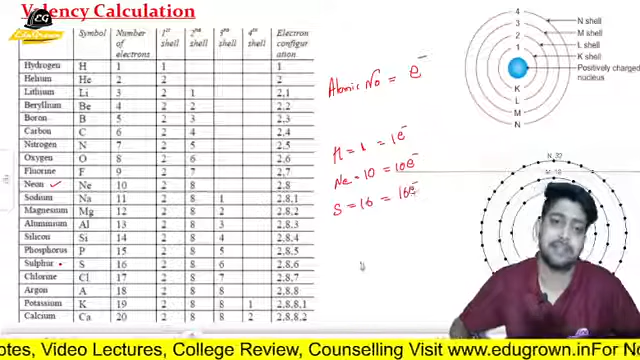 Valency Calculation
EG
EduGrown
Symbol Number of electrons 1st shell 2nd shell 3rd shell 4th shell Electron configuration
Hydrogen H 1 1 1
Helium He 2 2 2
Lithium Li 3 2 1 2,1
Beryllium Be 4 2 2 2,2
Boron B 5 2 3 2,3
Carbon C 6 2 4 2,4
Nitrogen N 7 2 5 2,5
Oxygen O 8 2 6 2,6
Fluorine F 9 2 7 2,7
Neon Ne 10 2 8 2,8
Sodium Na 11 2 8 1 2,8,1
Magnesium Mg 12 2 8 2 2,8,2
Aluminium Al 13 2 8 3 2,8,3
Silicon Si 14 2 8 4 2,8,4
Phosphorus P 15 2 8 5 2,8,5
Sulphur S 16 2 8 6 2,8,6
Chlorine Cl 17 2 8 7 2,8,7
Argon A 18 2 8 8 2,8,8
Potassium K 19 2 8 8 1 2,8,8,1
Calcium Ca 20 2 8 8 2 2,8,8,2
Atomic No = e⁻
= 1e⁻
Ne = 10 = 10e⁻
S = 16 = 16e⁻
4
3
2
1
K
L
M
N
N shell
M shell
L shell
K shell
Positively charged nucleus
N 32
M 18
otes, Video Lectures, College Review, Counselling Visit www.edugrown.in For No